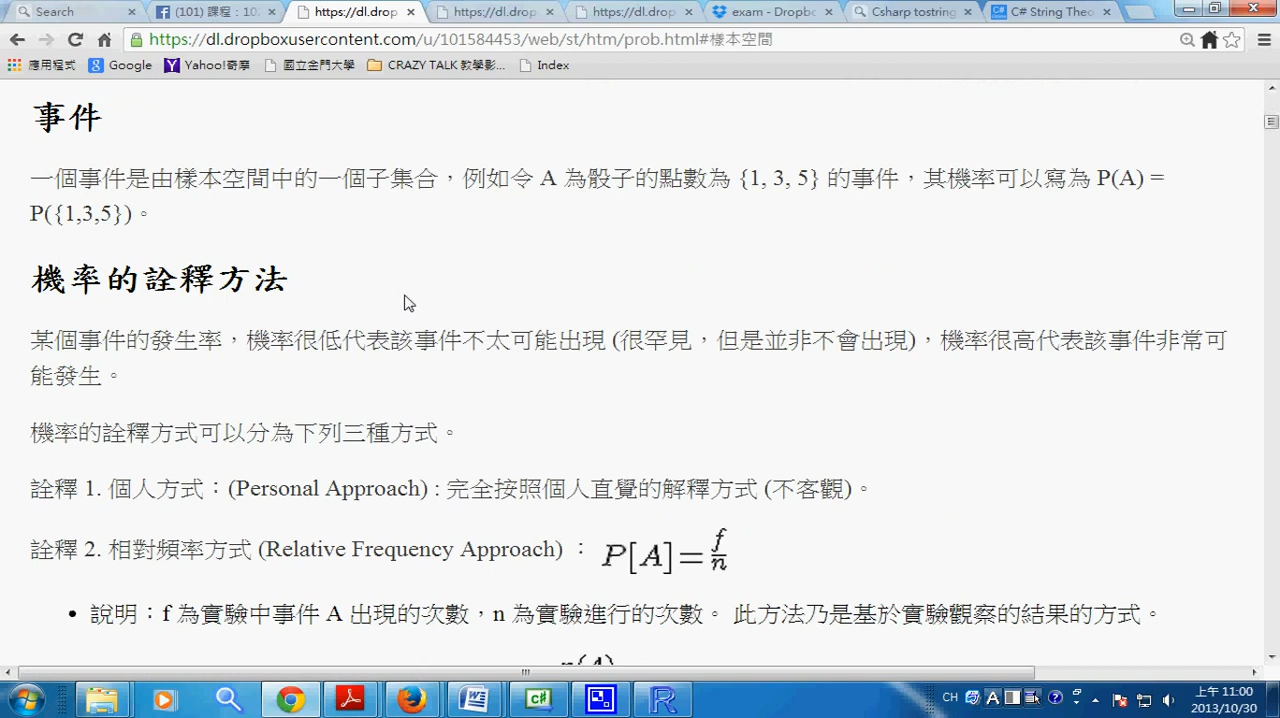 Search
(101) 課程：10
https://dl.drop
https://dl.drop
https://dl.drop
exam - Dropb
Csharp tostring
C# String Theo
https://dl.dropboxusercontent.com/u/101584453/web/st/htm/prob.html#樣本空間
應用程式 Google Yahoo!奇摩 國立金門大學 CRAZY TALK 教學影... Index
事件
一個事件是由樣本空間中的一個子集合，例如令 A 為骰子的點數為 {1, 3, 5} 的事件，其機率可以寫為 P(A) =
P({1,3,5})。
機率的詮釋方法
某個事件的發生率，機率很低代表該事件不太可能出現 (很罕見，但是並非不會出現)，機率很高代表該事件非常可
能發生。
機率的詮釋方式可以分為下列三種方式。
詮釋 1. 個人方式：(Personal Approach) : 完全按照個人直覺的解釋方式 (不客觀)。
詮釋 2. 相對頻率方式 (Relative Frequency Approach) ： P[A]=f/n
• 說明：f 為實驗中事件 A 出現的次數，n 為實驗進行的次數。 此方法乃是基於實驗觀察的結果的方式。
CH A
上午 11:00
2013/10/30